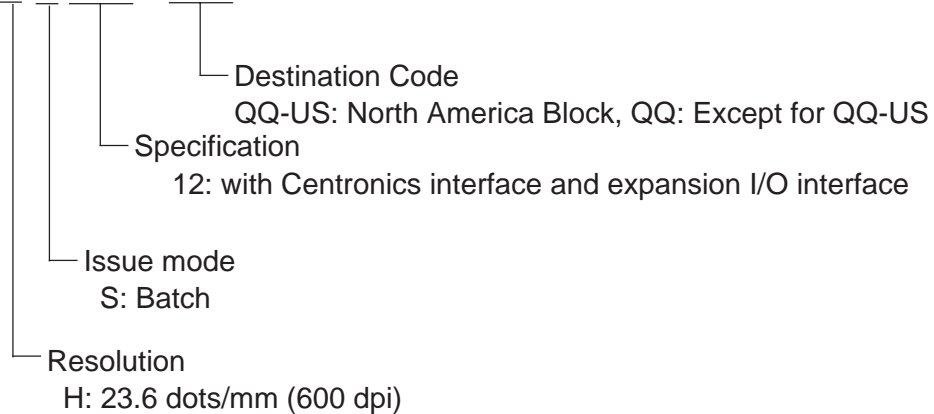 Destination Code
QQ-US: North America Block, QQ: Except for QQ-US
Specification
12: with Centronics interface and expansion I/O interface
Issue mode
S: Batch
Resolution
H: 23.6 dots/mm (600 dpi)